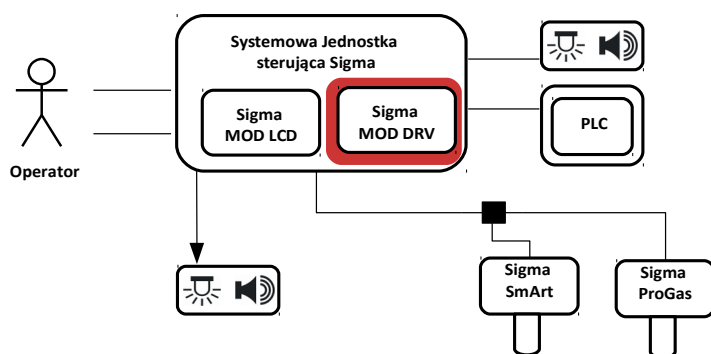 Systemowa Jednostka
sterująca Sigma
Sigma
MOD LCD
Sigma
MOD DRV
PLC
Operator
Sigma
SmArt
Sigma
ProGas